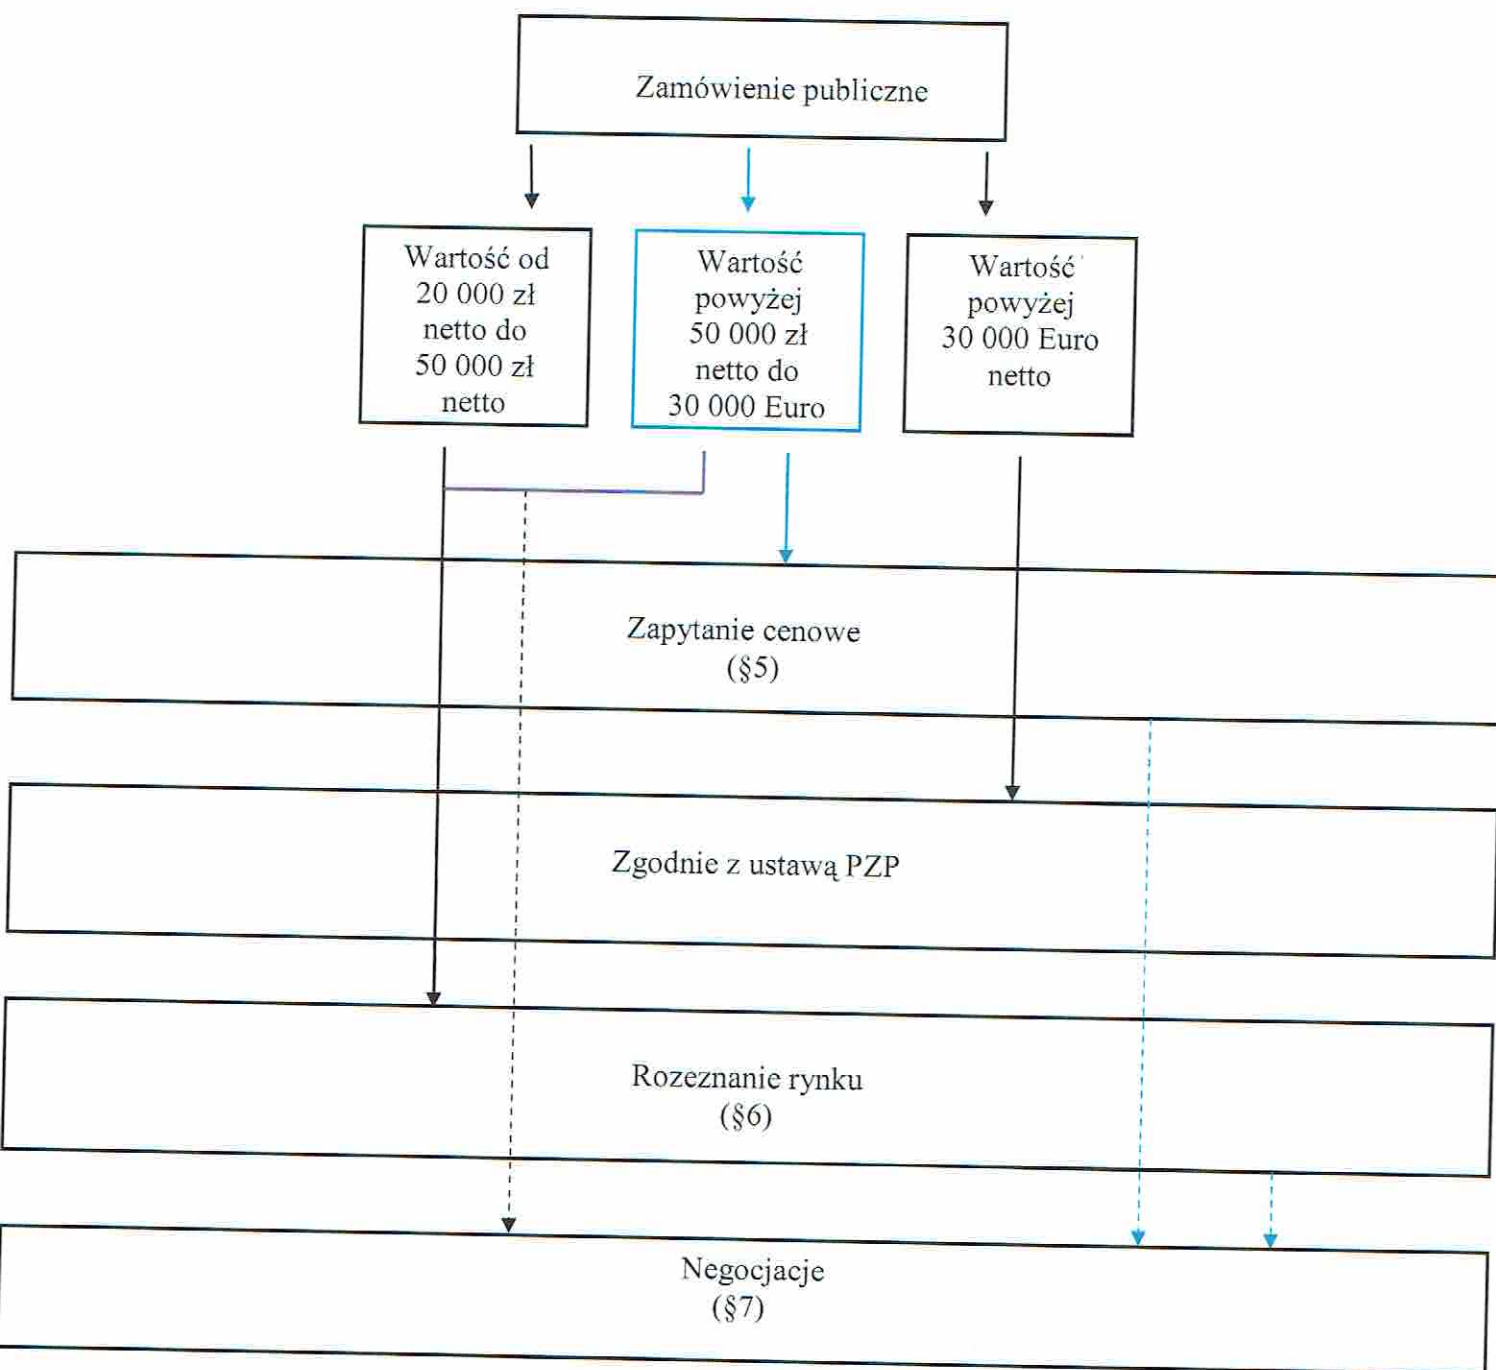 Zamówienie publiczne
Wartość od
20 000 zł
netto do
50 000 zł
netto
Wartość
powyżej
50 000 zł
netto do
30 000 Euro
Wartość
powyżej
30 000 Euro
netto
Zapytanie cenowe
(§5)
Zgodnie z ustawą PZP
Rozeznanie rynku
(§6)
Negocjacje
(§7)